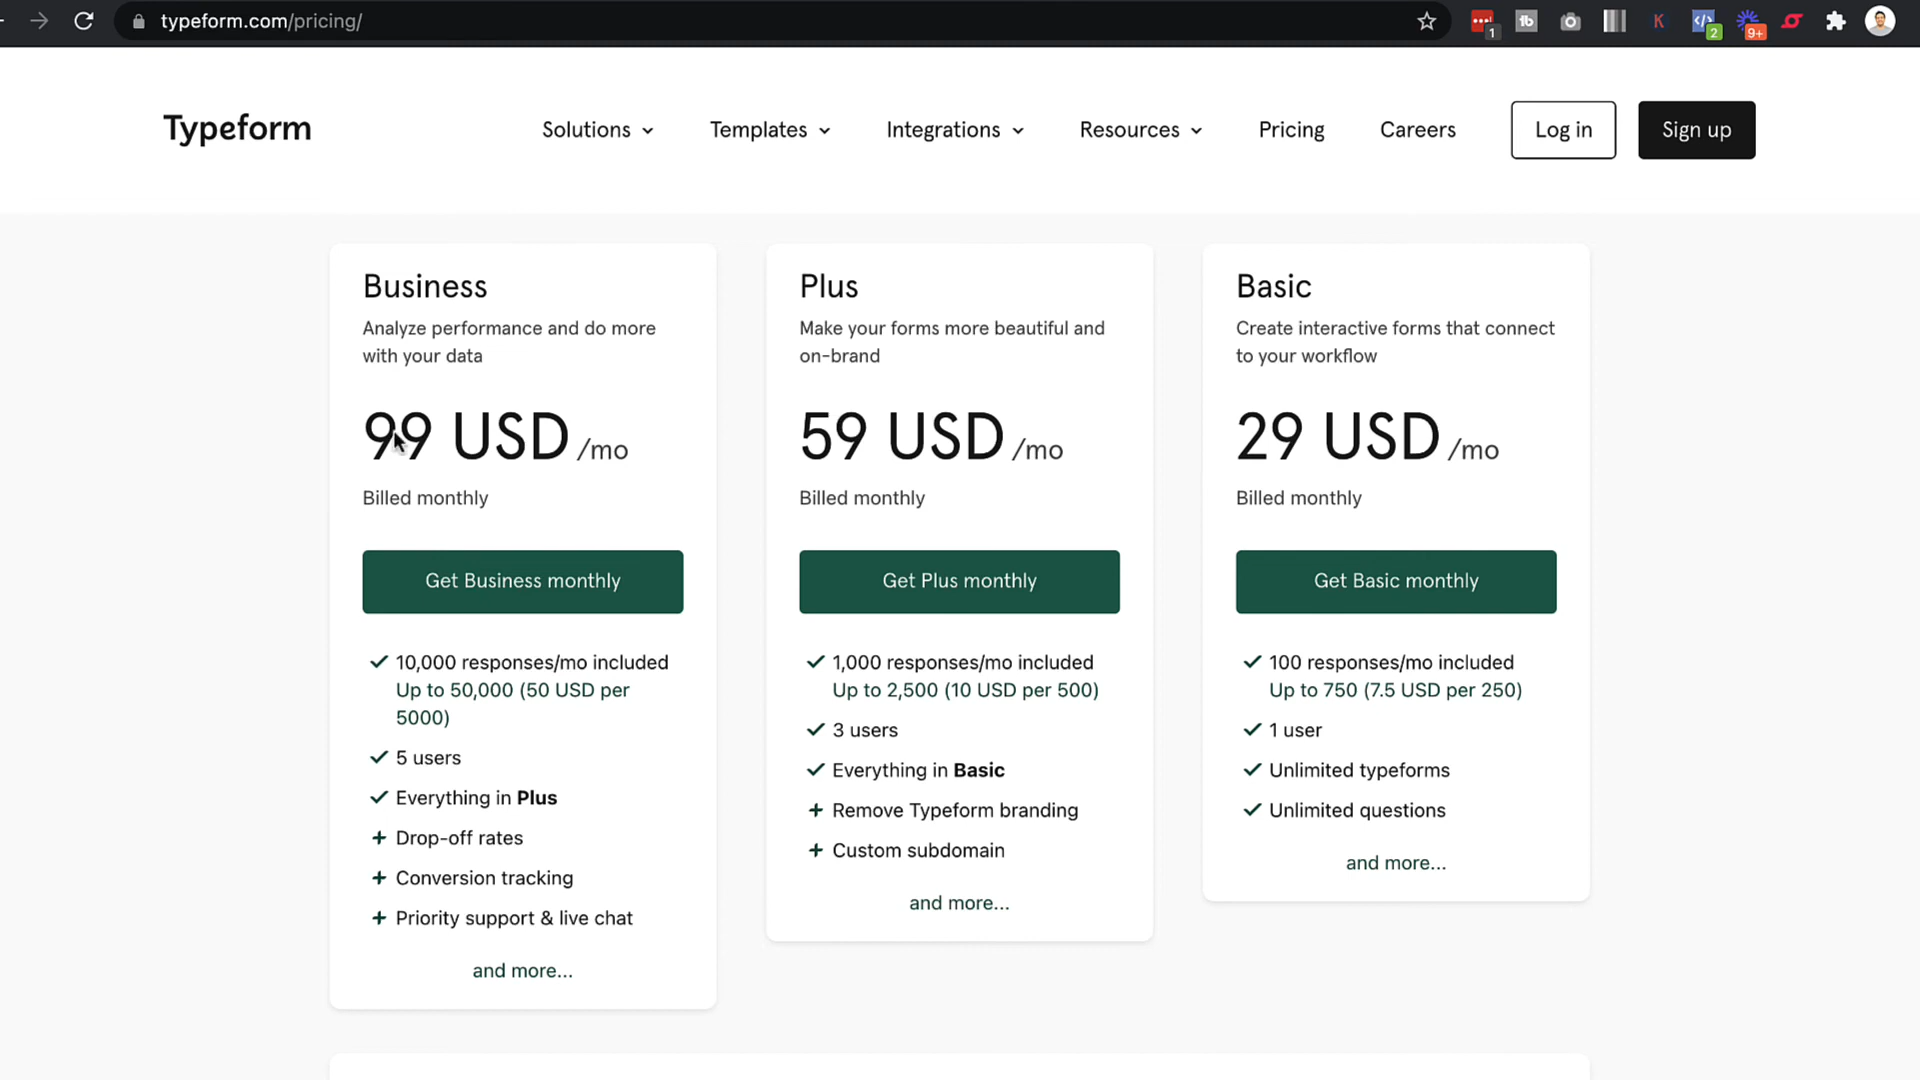 typeform.com/pricing/
1
2
9+
Typeform
Solutions
Templates
Integrations
Resources
Pricing
Careers
Log in
Sign up
Business
Analyze performance and do more
with your data
99 USD /mo
Billed monthly
Get Business monthly
10,000 responses/mo included
Up to 50,000 (50 USD per
5000)
5 users
Everything in Plus
+ Drop-off rates
+ Conversion tracking
+ Priority support & live chat
and more...
Plus
Make your forms more beautiful and
on-brand
59 USD /mo
Billed monthly
Get Plus monthly
1,000 responses/mo included
Up to 2,500 (10 USD per 500)
3 users
Everything in Basic
+ Remove Typeform branding
+ Custom subdomain
and more...
Basic
Create interactive forms that connect
to your workflow
29 USD /mo
Billed monthly
Get Basic monthly
100 responses/mo included
Up to 750 (7.5 USD per 250)
1 user
Unlimited typeforms
Unlimited questions
and more...